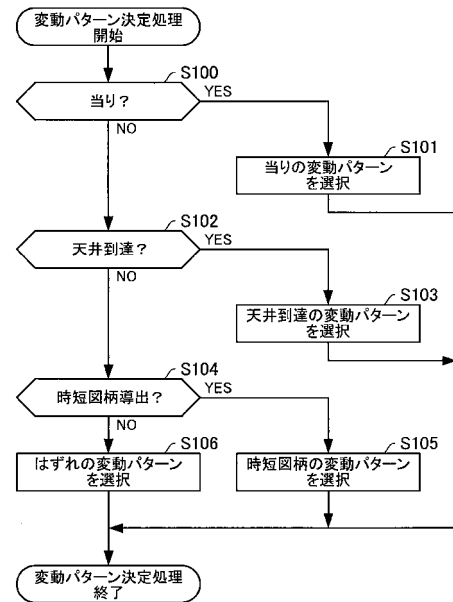 変動パターン決定処理
開始
S100
当り？
YES
NO
S101
当りの変動パターン
を選択
S102
天井到達？
YES
NO
S103
天井到達の変動パターン
を選択
S104
時短図柄導出？
YES
NO
S106
はずれの変動パターン
を選択
S105
時短図柄の変動パターン
を選択
変動パターン決定処理
終了